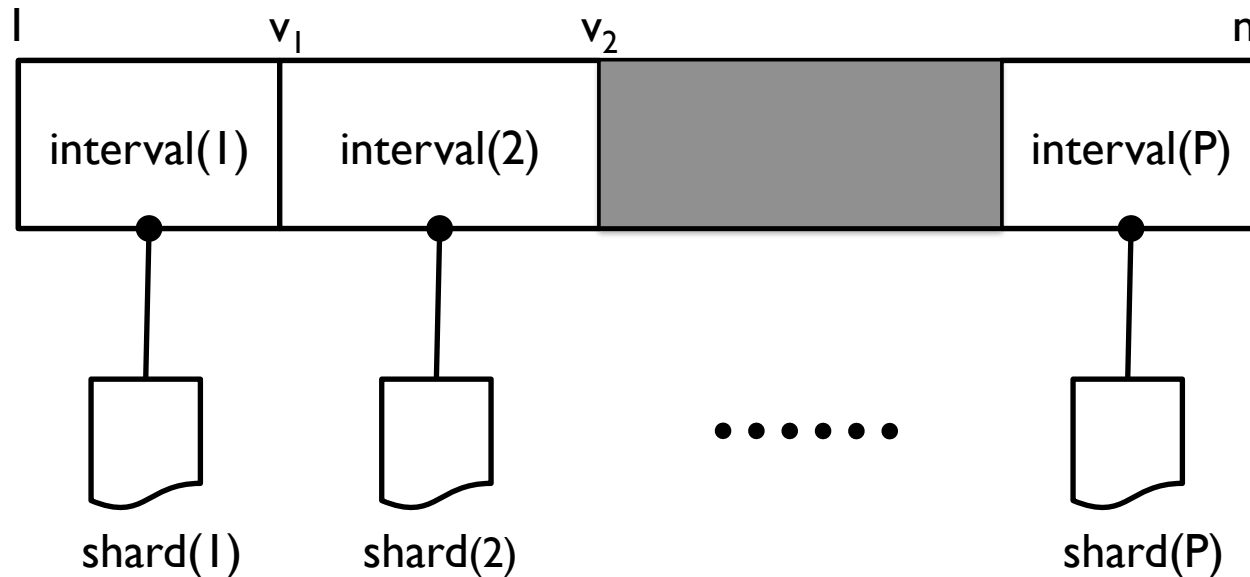 1 v₁ v₂ n
interval(1) interval(2) interval(P)
shard(1) shard(2) shard(P)